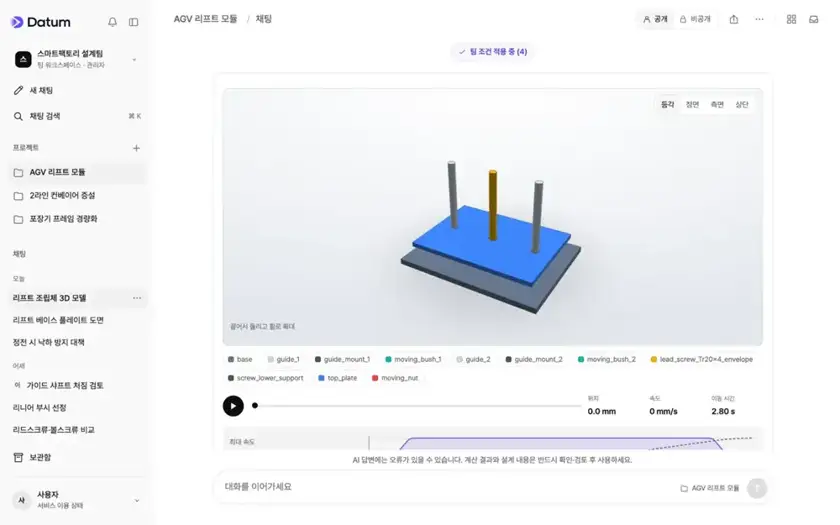 Datum
스마트팩토리 설계팀
팀 워크스페이스 · 관리자
새 채팅
채팅 검색
⌘ K
프로젝트
AGV 리프트 모듈
2라인 컨베이어 증설
포장기 프레임 경량화
채팅
오늘
리프트 조립체 3D 모델
리프트 베이스 플레이트 도면
정전 시 낙하 방지 대책
어제
가이드 샤프트 처짐 검토
리니어 부시 선정
리드스크류·볼스크류 비교
보관함
사용자
서비스 이용 상태
AGV 리프트 모듈 / 채팅
공개
비공개
팀 조건 적용 중 (4)
등각
정면
측면
상단
끌어서 돌리고 휠로 확대
base
guide_1
guide_mount_1
moving_bush_1
guide_2
guide_mount_2
moving_bush_2
lead_screw_Tr20×4_envelope
screw_lower_support
top_plate
moving_nut
위치
0.0 mm
속도
0 mm/s
이동 시간
2.80 s
최대 속도
AI 답변에는 오류가 있을 수 있습니다. 계산 결과와 설계 내용은 반드시 확인·검토 후 사용하세요.
대화를 이어가세요
AGV 리프트 모듈